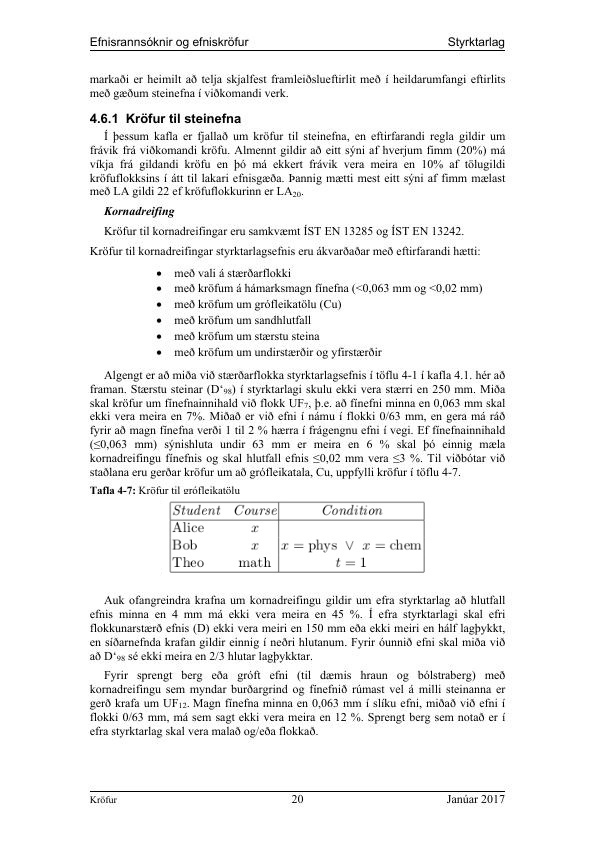 Efnisrannsóknir og efniskröfur Styrktarlag
markaði er heimilt að telja skjalfest framleiðslueftirlit með í heildarumfangi eftirlits
með gæðum steinefna í viðkomandi verk.
4.6.1 Kröfur til steinefna
Í þessum kafla er fjallað um kröfur til steinefna, en eftirfarandi regla gildir um
frávik frá viðkomandi kröfu. Almennt gildir að eitt sýni af hverjum fimm (20%) má
víkja frá gildandi kröfu en þó má ekkert frávik vera meira en 10% af tölugildi
kröfuflokksins í átt til lakari efnisgæða. Þannig mætti mest eitt sýni af fimm mælast
með LA gildi 22 ef kröfuflokkurinn er LA20.
Kornadreifing
Kröfur til kornadreifingar eru samkvæmt ÍST EN 13285 og ÍST EN 13242.
Kröfur til kornadreifingar styrktarlagsefnis eru ákvarðaðar með eftirfarandi hætti:
• með vali á stærðarflokki
• með kröfum á hámarksmagn fínefna (<0,063 mm og <0,02 mm)
• með kröfum um grófleikatölu (Cu)
• með kröfum um sandhlutfall
• með kröfum um stærstu steina
• með kröfum um undirstærðir og yfirstærðir
Algengt er að miða við stærðarflokka styrktarlagsefnis í töflu 4-1 í kafla 4.1. hér að
framan. Stærstu steinar (D‘98) í styrktarlagi skulu ekki vera stærri en 250 mm. Miða
skal kröfur um fínefnainnihald við flokk UF7, þ.e. að fínefni minna en 0,063 mm skal
ekki vera meira en 7%. Miðað er við efni í námu í flokki 0/63 mm, en gera má ráð
fyrir að magn fínefna verði 1 til 2 % hærra í frágengnu efni í vegi. Ef fínefnainnihald
(≤0,063 mm) sýnishluta undir 63 mm er meira en 6 % skal þó einnig mæla
kornadreifingu fínefnis og skal hlutfall efnis ≤0,02 mm vera ≤3 %. Til viðbótar við
staðlana eru gerðar kröfur um að grófleikatala, Cu, uppfylli kröfur í töflu 4-7.
Tafla 4-7: Kröfur til grófleikatölu
Student Course Condition
Alice x
Bob x x = phys ∨ x = chem
Theo math t = 1
Auk ofangreindra krafna um kornadreifingu gildir um efra styrktarlag að hlutfall
efnis minna en 4 mm má ekki vera meira en 45 %. Í efra styrktarlagi skal efri
flokkunarstærð efnis (D) ekki vera meiri en 150 mm eða ekki meiri en hálf lagþykkt,
en síðarnefnda krafan gildir einnig í neðri hlutanum. Fyrir óunnið efni skal miða við
að D‘98 sé ekki meira en 2/3 hlutar lagþykktar.
Fyrir sprengt berg eða gróft efni (til dæmis hraun og bólstraberg) með
kornadreifingu sem myndar burðargrind og fínefnið rúmast vel á milli steinanna er
gerð krafa um UF12. Magn fínefna minna en 0,063 mm í slíku efni, miðað við efni í
flokki 0/63 mm, má sem sagt ekki vera meira en 12 %. Sprengt berg sem notað er í
efra styrktarlag skal vera malað og/eða flokkað.
Kröfur 20 Janúar 2017